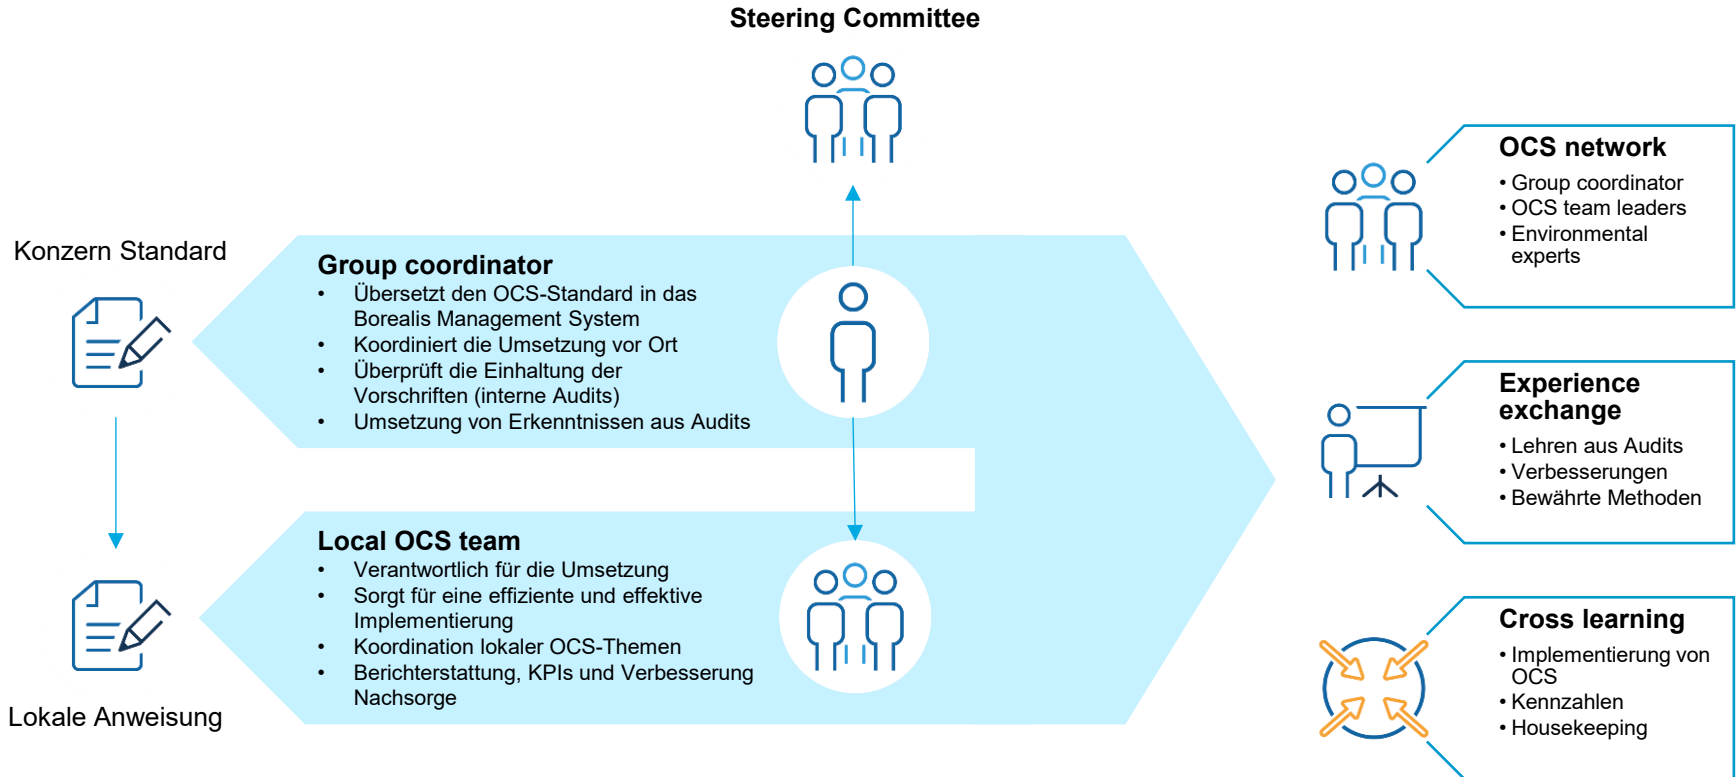 Steering Committee
Konzern Standard
Group coordinator
• Übersetzt den OCS-Standard in das
Borealis Management System
• Koordiniert die Umsetzung vor Ort
• Überprüft die Einhaltung der
Vorschriften (interne Audits)
• Umsetzung von Erkenntnissen aus Audits
Local OCS team
• Verantwortlich für die Umsetzung
• Sorgt für eine effiziente und effektive
Implementierung
• Koordination lokaler OCS-Themen
• Berichterstattung, KPIs und Verbesserung
Nachsorge
Lokale Anweisung
OCS network
• Group coordinator
• OCS team leaders
• Environmental
experts
Experience
exchange
• Lehren aus Audits
• Verbesserungen
• Bewährte Methoden
Cross learning
• Implementierung von
OCS
• Kennzahlen
• Housekeeping